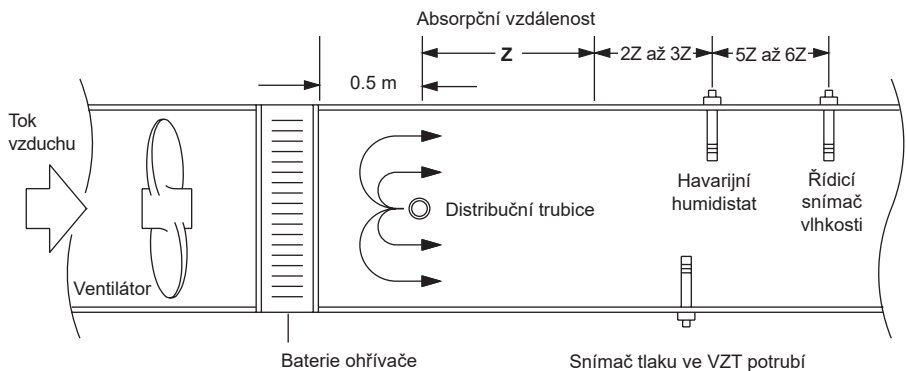 Absorpční vzdálenost
Z
2Z až 3Z
5Z až 6Z
0.5 m
Tok
vzduchu
Ventilátor
Distribuční trubice
Havarijní
humidistat
Řídicí
snímač
vlhkosti
Baterie ohřívače
Snímač tlaku ve VZT potrubí